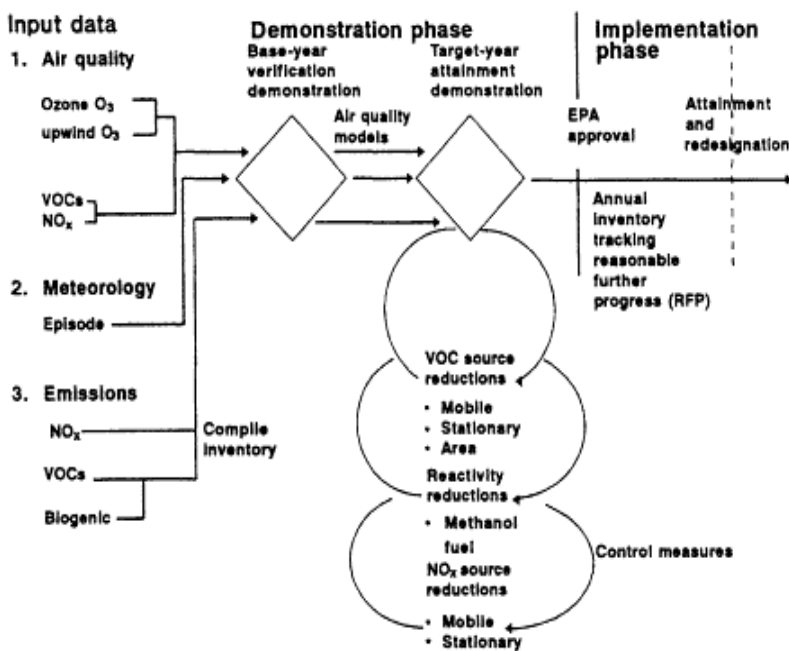 Input data
1. Air quality
Ozone O₃
upwind O₃
VOCs
NOₓ
2. Meteorology
Episode
3. Emissions
NOₓ
VOCs
Biogenic
Compile
inventory
Demonstration phase
Base-year
verification
demonstration
Air quality
models
Target-year
attainment
demonstration
VOC source
reductions
• Mobile
• Stationary
• Area
Reactivity
reductions
• Methanol
fuel
NOₓ source
reductions
• Mobile
• Stationary
Control measures
Implementation
phase
EPA
approval
Attainment
and
redesignation
Annual
inventory
tracking
reasonable
further
progress (RFP)